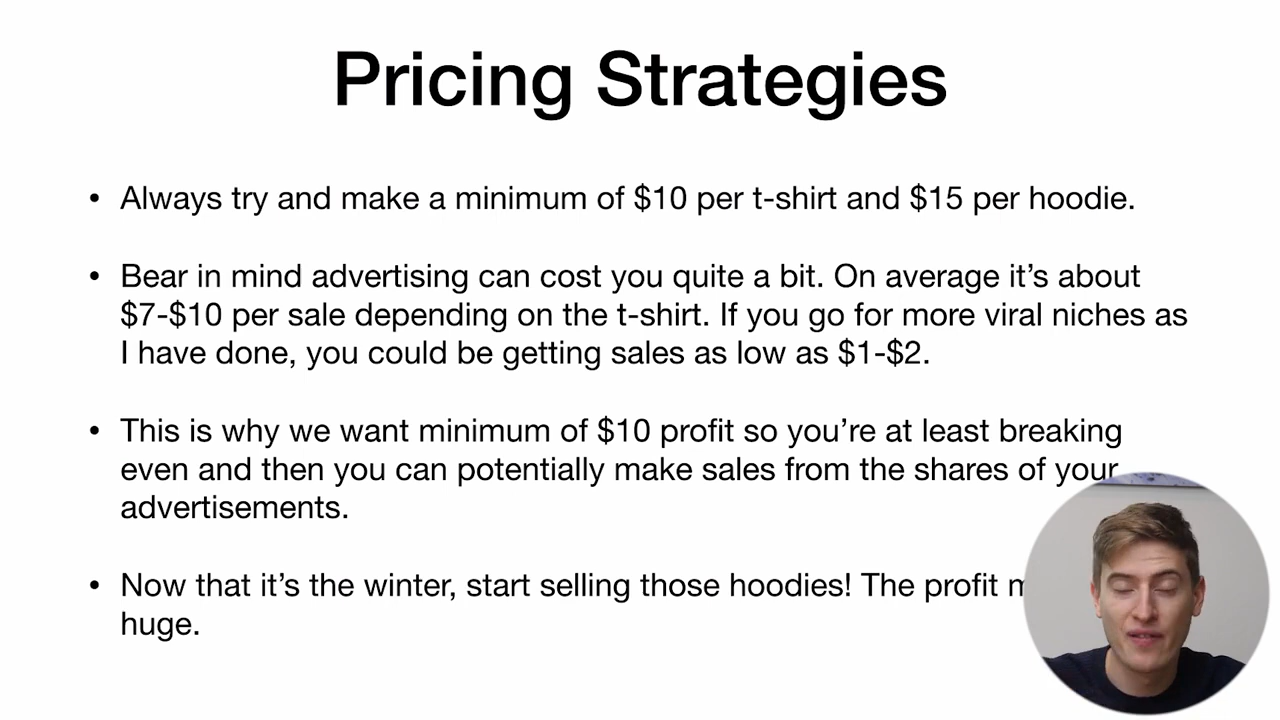 Pricing Strategies
• Always try and make a minimum of $10 per t-shirt and $15 per hoodie.
• Bear in mind advertising can cost you quite a bit. On average it’s about
$7-$10 per sale depending on the t-shirt. If you go for more viral niches as
I have done, you could be getting sales as low as $1-$2.
• This is why we want minimum of $10 profit so you’re at least breaking
even and then you can potentially make sales from the shares of your
advertisements.
• Now that it’s the winter, start selling those hoodies! The profit
huge.